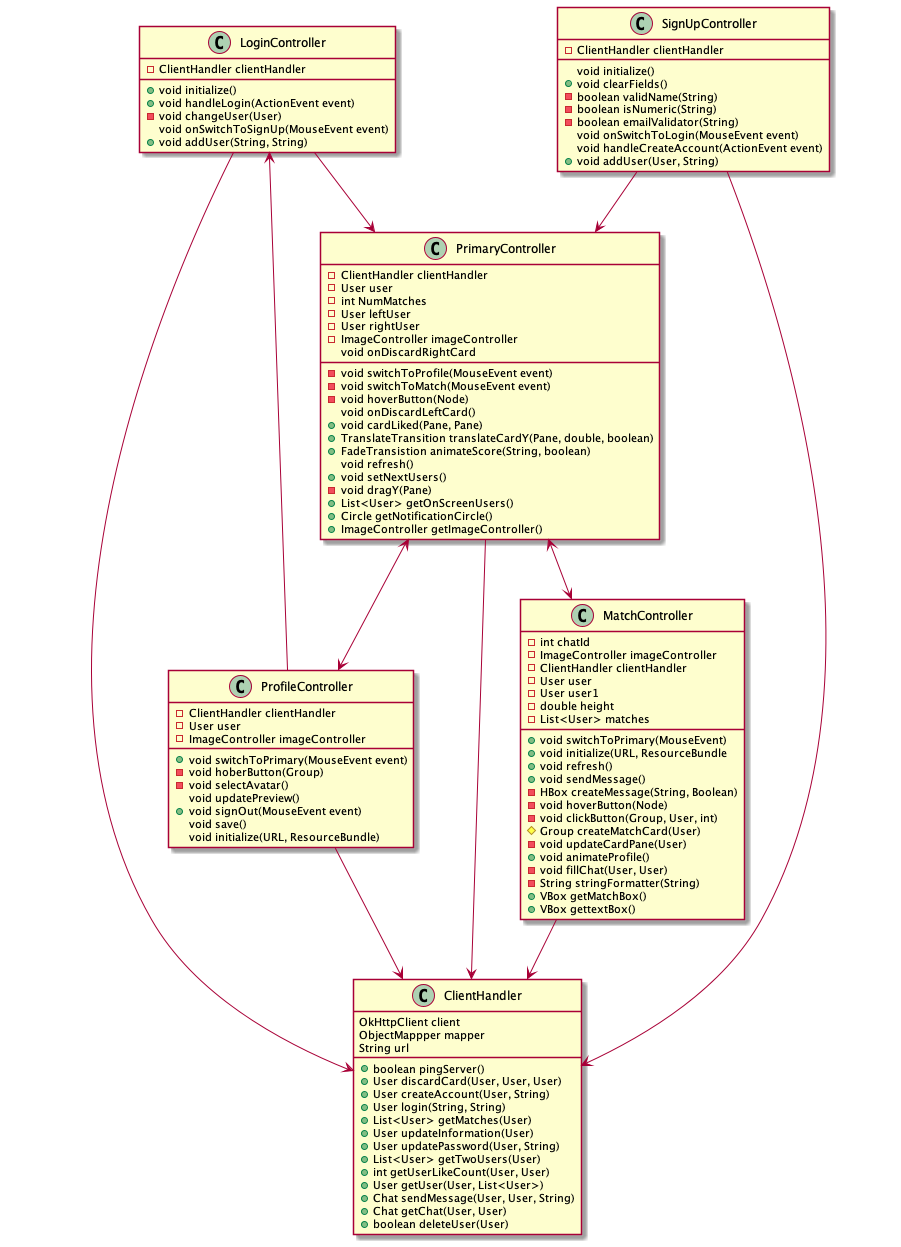 C LoginController
ClientHandler clientHandler
void initialize()
void handleLogin(ActionEvent event)
void changeUser(User)
void onSwitchToSignUp(MouseEvent event)
void addUser(String, String)
C SignUpController
ClientHandler clientHandler
void initialize()
void clearFields()
boolean validName(String)
boolean isNumeric(String)
boolean emailValidator(String)
void onSwitchToLogin(MouseEvent event)
void handleCreateAccount(ActionEvent event)
void addUser(User, String)
C PrimaryController
ClientHandler clientHandler
User user
int NumMatches
User leftUser
User rightUser
ImageController imageController
void onDiscardRightCard
void switchToProfile(MouseEvent event)
void switchToMatch(MouseEvent event)
void hoverButton(Node)
void onDiscardLeftCard()
void cardLiked(Pane, Pane)
TranslateTransition translateCardY(Pane, double, boolean)
FadeTransistion animateScore(String, boolean)
void refresh()
void setNextUsers()
void dragY(Pane)
List<User> getOnScreenUsers()
Circle getNotificationCircle()
ImageController getImageController()
C MatchController
int chatId
ImageController imageController
ClientHandler clientHandler
User user
User user1
double height
List<User> matches
void switchToPrimary(MouseEvent)
void initialize(URL, ResourceBundle
void refresh()
void sendMessage()
HBox createMessage(String, Boolean)
void hoverButton(Node)
void clickButton(Group, User, int)
Group createMatchCard(User)
void updateCardPane(User)
void animateProfile()
void fillChat(User, User)
String stringFormatter(String)
VBox getMatchBox()
VBox gettextBox()
C ProfileController
ClientHandler clientHandler
User user
ImageController imageController
void switchToPrimary(MouseEvent event)
void hoberButton(Group)
void selectAvatar()
void updatePreview()
void signOut(MouseEvent event)
void save()
void initialize(URL, ResourceBundle)
C ClientHandler
OkHttpClient client
ObjectMappper mapper
String url
boolean pingServer()
User discardCard(User, User, User)
User createAccount(User, String)
User login(String, String)
List<User> getMatches(User)
User updateInformation(User)
User updatePassword(User, String)
List<User> getTwoUsers(User)
int getUserLikeCount(User, User)
User getUser(User, List<User>)
Chat sendMessage(User, User, String)
Chat getChat(User, User)
boolean deleteUser(User)